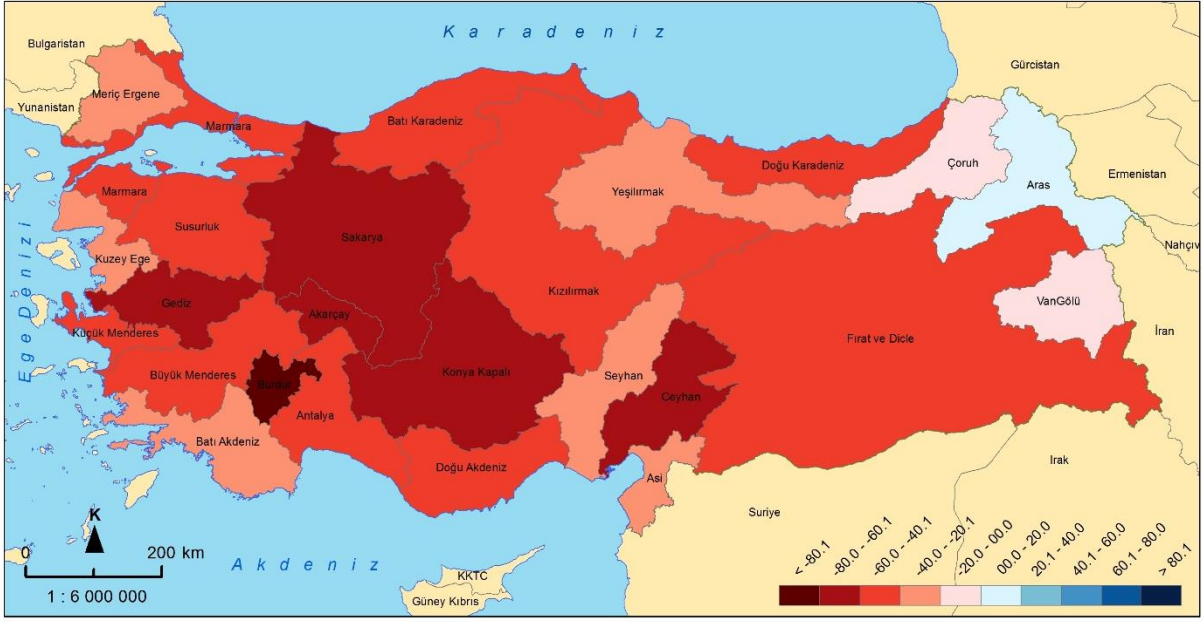 K a r a d e n i z
Bulgaristan
Gürcistan
Meriç Ergene
Yunanistan
Marmara
Batı Karadeniz
Doğu Karadeniz
Çoruh
Ermenistan
Marmara
Yeşilırmak
Aras
Susurluk
Sakarya
Nahçıv
Kuzey Ege
Ege Denizi
Gediz
Kızılırmak
VanGölü
Akarçay
İran
Küçük Menderes
Fırat ve Dicle
Büyük Menderes
Burdur
Konya Kapalı
Seyhan
Ceyhan
Antalya
Batı Akdeniz
Doğu Akdeniz
Asi
Irak
Suriye
K
0 200 km
1 : 6 000 000
A k d e n i z
KKTC
Güney Kıbrıs
< -80.1
-80.0 - -60.1
-60.0 - -40.1
-40.0 - -20.1
-20.0 - 00.0
00.0 - 20.0
20.1 - 40.0
40.1 - 60.0
60.1 - 80.0
> 80.1